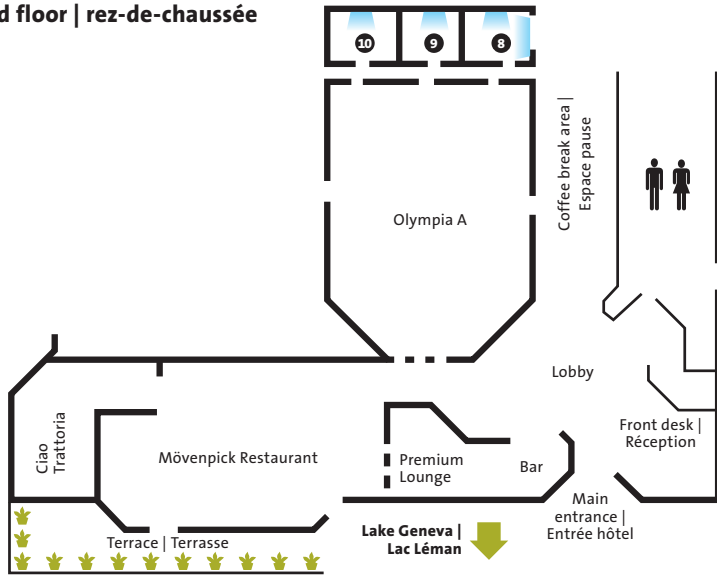 d floor | rez-de-chaussée
10
9
8
Coffee break area |
Espace pause
Olympia A
Lobby
Ciao
Trattoria
Mövenpick Restaurant
Premium
Lounge
Bar
Front desk |
Réception
Main
entrance |
Entrée hôtel
Terrace | Terrasse
Lake Geneva |
Lac Léman